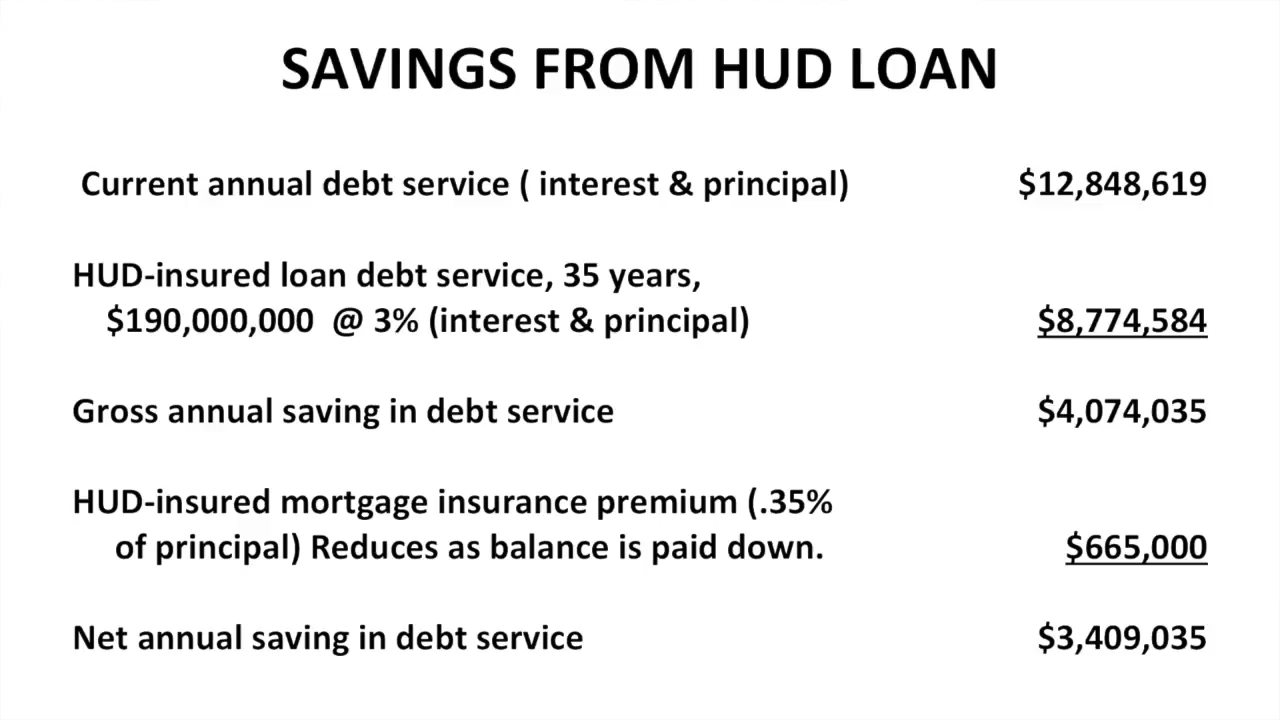 SAVINGS FROM HUD LOAN
Current annual debt service ( interest & principal) $12,848,619
HUD-insured loan debt service, 35 years,
$190,000,000 @ 3% (interest & principal) $8,774,584
Gross annual saving in debt service $4,074,035
HUD-insured mortgage insurance premium (.35%
of principal) Reduces as balance is paid down. $665,000
Net annual saving in debt service $3,409,035